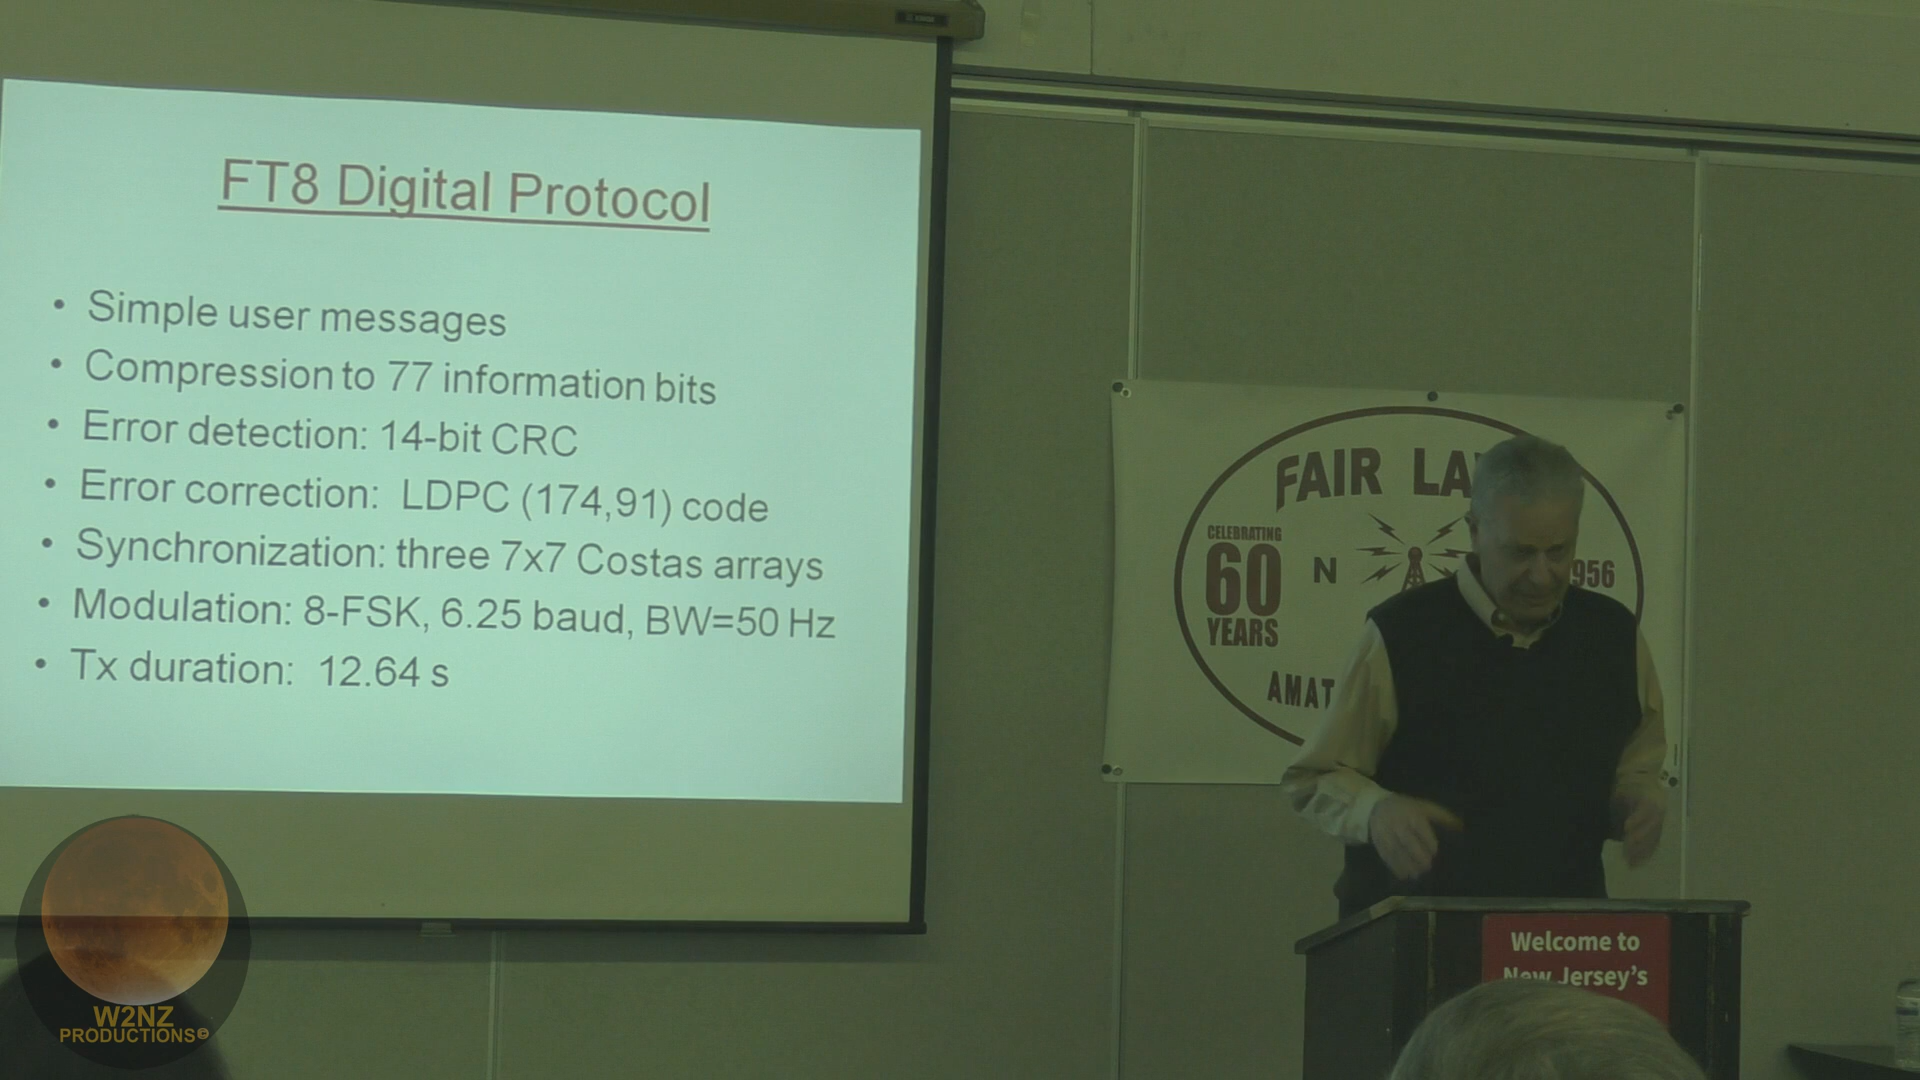 FT8 Digital Protocol
• Simple user messages
• Compression to 77 information bits
• Error detection: 14-bit CRC
• Error correction: LDPC (174,91) code
• Synchronization: three 7x7 Costas arrays
• Modulation: 8-FSK, 6.25 baud, BW=50 Hz
• Tx duration: 12.64 s
FAIR LA
CELEBRATING
60
YEARS
N
956
AMAT
Welcome to
New Jersey's
W2NZ
PRODUCTIONS©